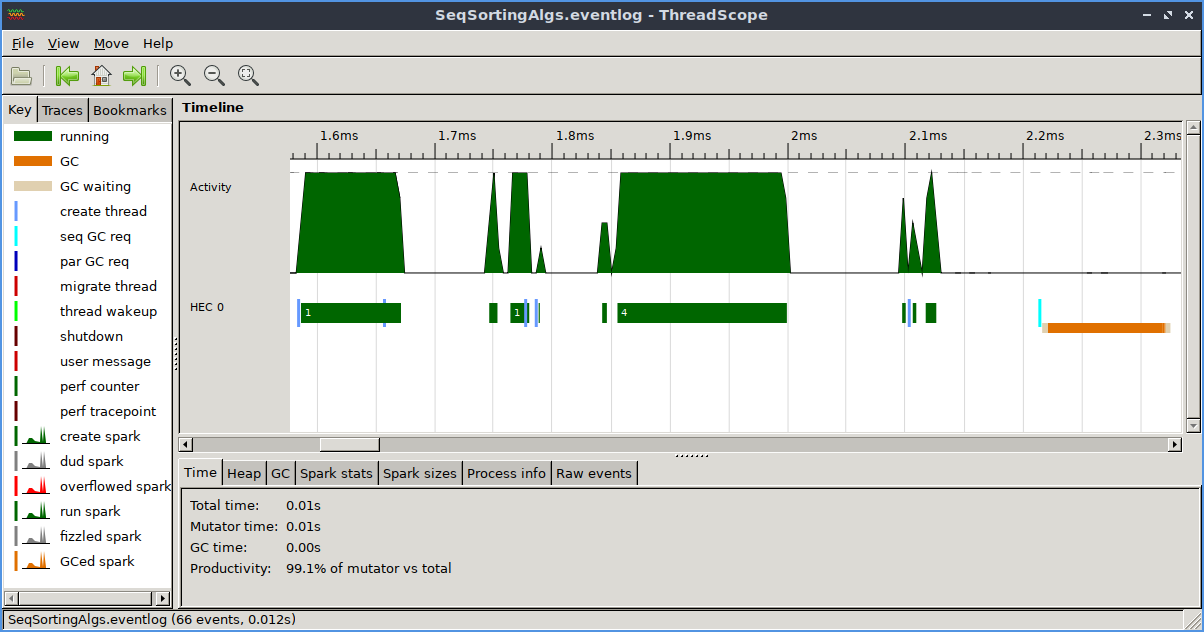 SeqSortingAlgs.eventlog - ThreadScope
File View Move Help
Key Traces Bookmarks
running
GC
GC waiting
create thread
seq GC req
par GC req
migrate thread
thread wakeup
shutdown
user message
perf counter
perf tracepoint
create spark
dud spark
overflowed spark
run spark
fizzled spark
GCed spark
Timeline
1.6ms 1.7ms 1.8ms 1.9ms 2ms 2.1ms 2.2ms 2.3ms
Activity
HEC 0
1 1 4
Time Heap GC Spark stats Spark sizes Process info Raw events
Total time: 0.01s
Mutator time: 0.01s
GC time: 0.00s
Productivity: 99.1% of mutator vs total
SeqSortingAlgs.eventlog (66 events, 0.012s)